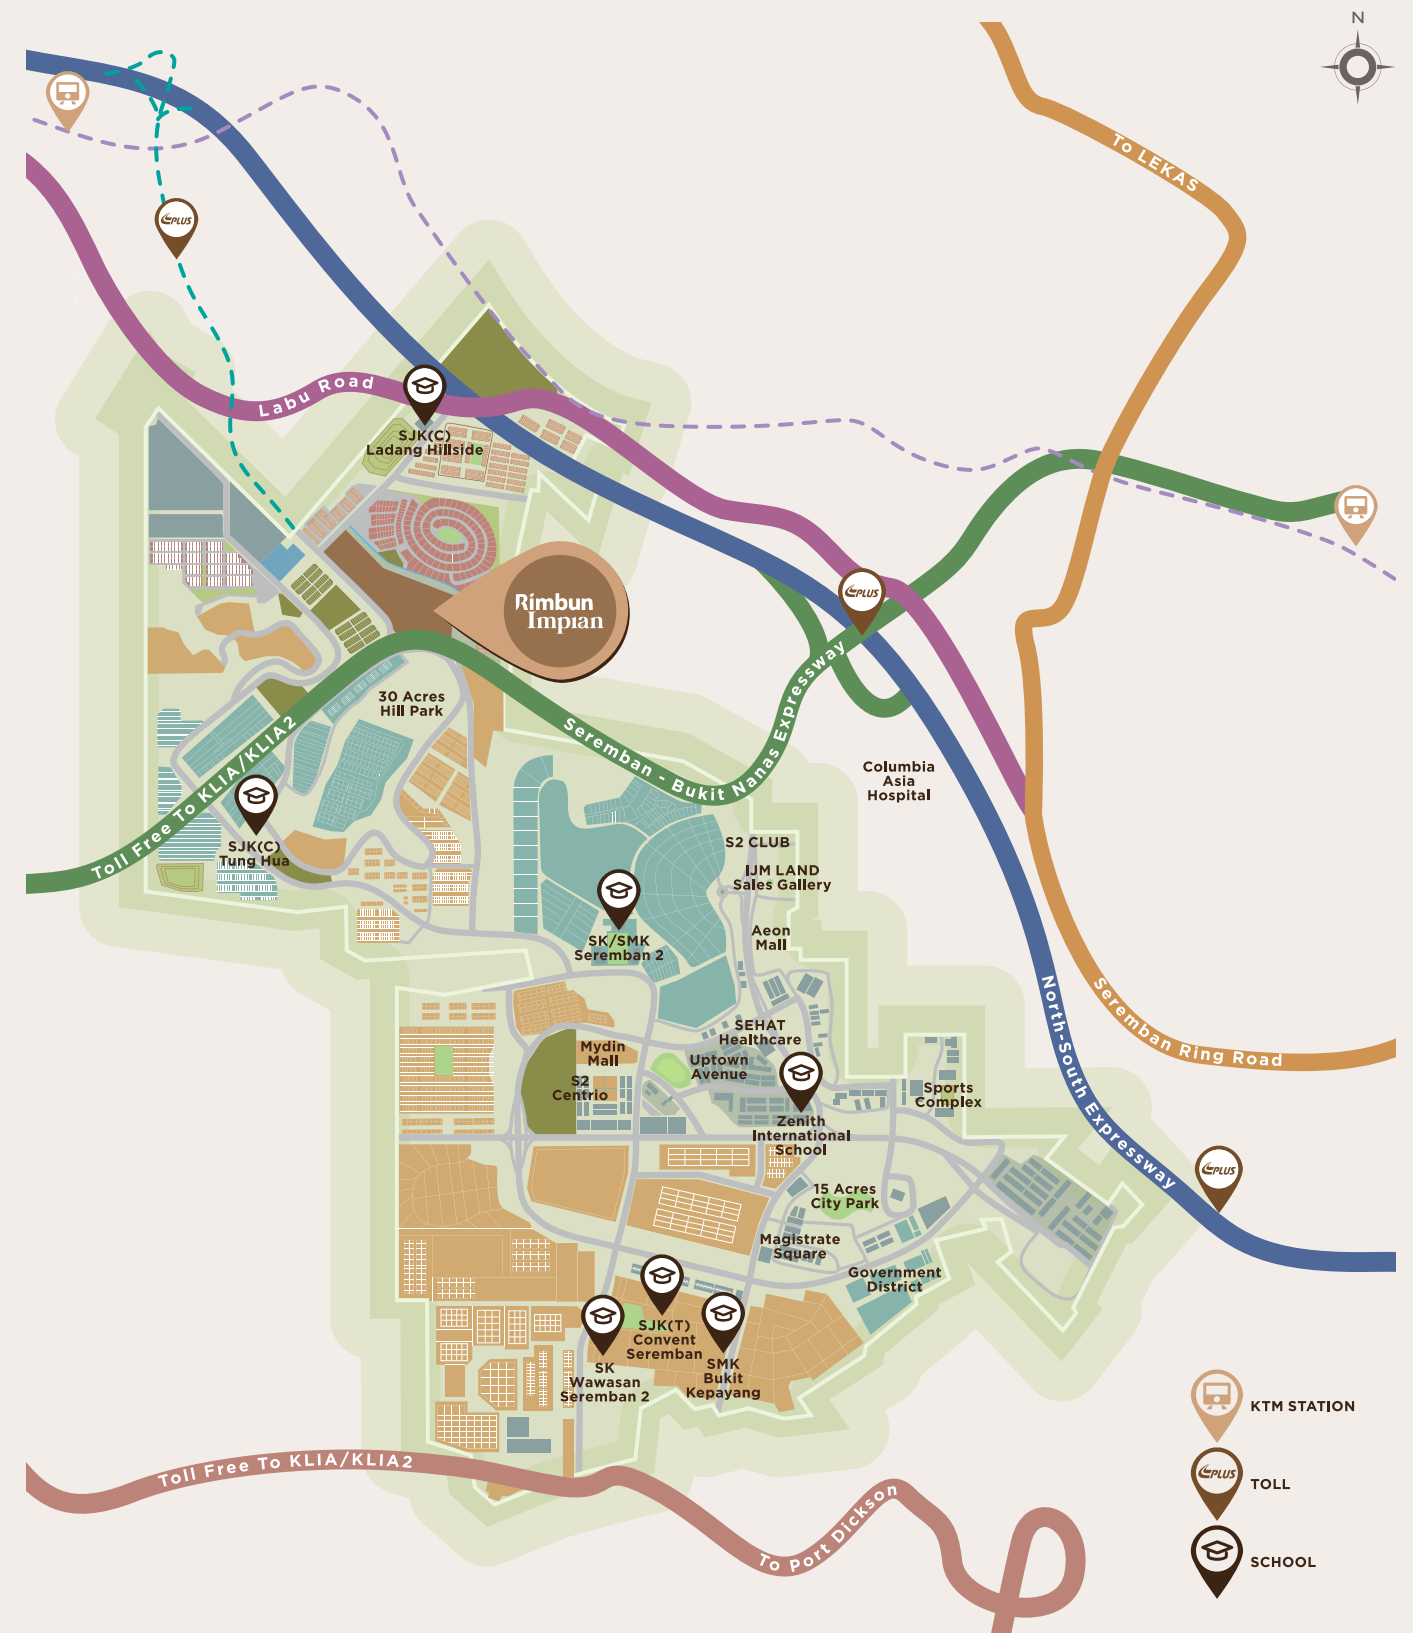 N
To LEKAS
PLUS
Labu Road
SJK(C)
Ladang Hillside
PLUS
Rimbun
Impian
30 Acres
Hill Park
Seremban - Bukit Nanas Expressway
Toll Free To KLIA/KLIA2
Columbia
Asia
Hospital
SJK(C)
Tung Hua
S2 CLUB
IJM LAND
Sales Gallery
Aeon
Mall
SK/SMK
Seremban 2
North-South Expressway
Seremban Ring Road
SEHAT
Healthcare
Mydin
Mall
Uptown
Avenue
S2
Centrio
Sports
Complex
Zenith
International
School
PLUS
15 Acres
City Park
Magistrate
Square
Government
District
SJK(T)
Convent
Seremban
SK
Wawasan
Seremban 2
SMK
Bukit
Kepayang
Toll Free To KLIA/KLIA2
To Port Dickson
KTM STATION
PLUS
TOLL
SCHOOL